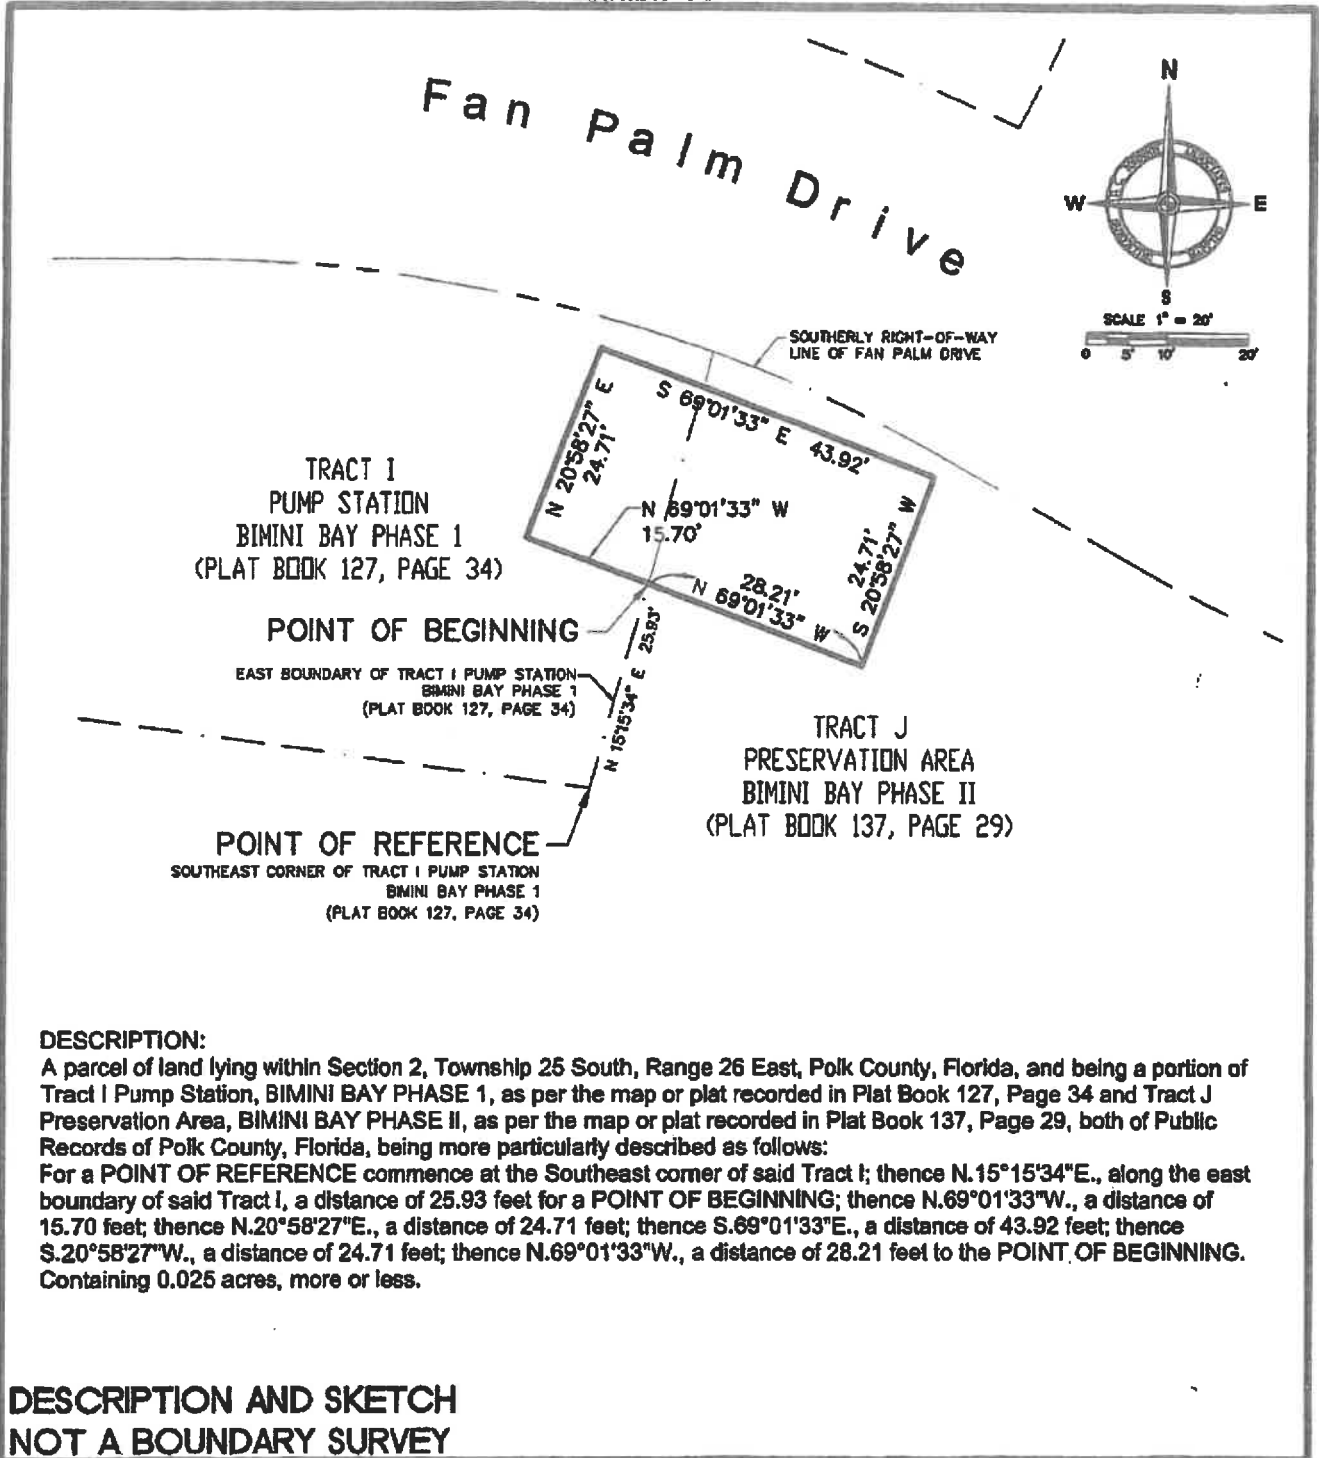 Fan Palm Drive
N
W
E
S
SCALE 1" = 20'
0 5' 10' 20'
SOUTHERLY RIGHT-OF-WAY
LINE OF FAN PALM DRIVE
S 69°01'33" E 43.92'
N 20°58'27" E
24.71'
TRACT I
PUMP STATION
BIMINI BAY PHASE 1
(PLAT BOOK 127, PAGE 34)
N 69°01'33" W
15.70'
24.71'
S 20°58'27" W
28.21'
N 69°01'33" W
POINT OF BEGINNING
EAST BOUNDARY OF TRACT I PUMP STATION
BIMINI BAY PHASE 1
(PLAT BOOK 127, PAGE 34)
N 15°15'34" E 25.93'
TRACT J
PRESERVATION AREA
BIMINI BAY PHASE II
(PLAT BOOK 137, PAGE 29)
POINT OF REFERENCE
SOUTHEAST CORNER OF TRACT I PUMP STATION
BIMINI BAY PHASE 1
(PLAT BOOK 127, PAGE 34)
DESCRIPTION:
A parcel of land lying within Section 2, Township 25 South, Range 26 East, Polk County, Florida, and being a portion of
Tract I Pump Station, BIMINI BAY PHASE 1, as per the map or plat recorded in Plat Book 127, Page 34 and Tract J
Preservation Area, BIMINI BAY PHASE II, as per the map or plat recorded in Plat Book 137, Page 29, both of Public
Records of Polk County, Florida, being more particularly described as follows:
For a POINT OF REFERENCE commence at the Southeast corner of said Tract I; thence N.15°15'34"E., along the east
boundary of said Tract I, a distance of 25.93 feet for a POINT OF BEGINNING; thence N.69°01'33"W., a distance of
15.70 feet; thence N.20°58'27"E., a distance of 24.71 feet; thence S.69°01'33"E., a distance of 43.92 feet; thence
S.20°58'27"W., a distance of 24.71 feet; thence N.69°01'33"W., a distance of 28.21 feet to the POINT OF BEGINNING.
Containing 0.025 acres, more or less.
DESCRIPTION AND SKETCH
NOT A BOUNDARY SURVEY